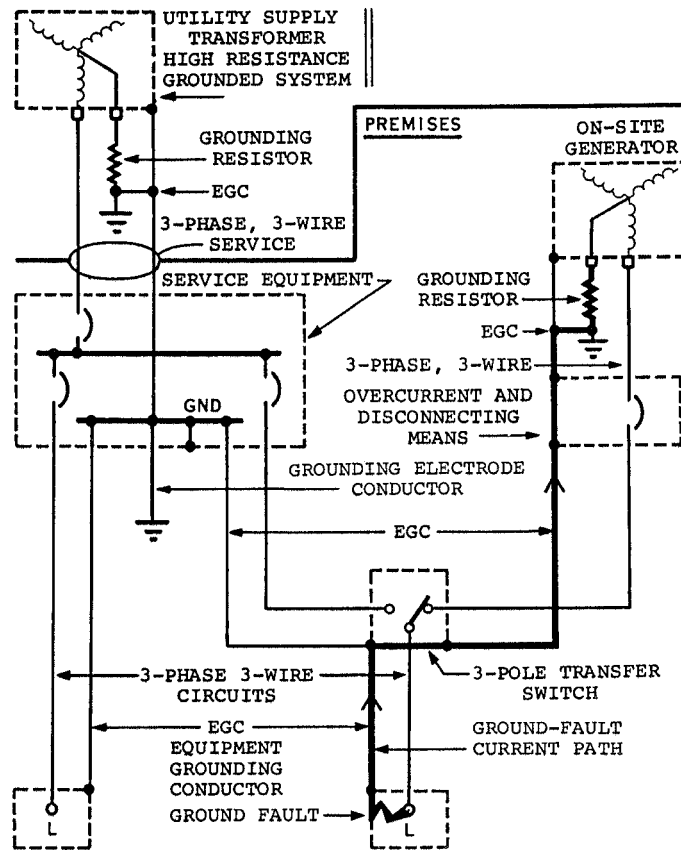 UTILITY SUPPLY
TRANSFORMER
HIGH RESISTANCE
GROUNDED SYSTEM
PREMISES
ON-SITE
GENERATOR
GROUNDING
RESISTOR
EGC
3-PHASE, 3-WIRE
SERVICE
SERVICE EQUIPMENT
GROUNDING
RESISTOR
EGC
3-PHASE, 3-WIRE
OVERCURRENT AND
DISCONNECTING
MEANS
GND
GROUNDING ELECTRODE
CONDUCTOR
EGC
3-PHASE 3-WIRE
CIRCUITS
3-POLE TRANSFER
SWITCH
EGC
EQUIPMENT
GROUNDING
CONDUCTOR
GROUND-FAULT
CURRENT PATH
GROUND FAULT
L
L